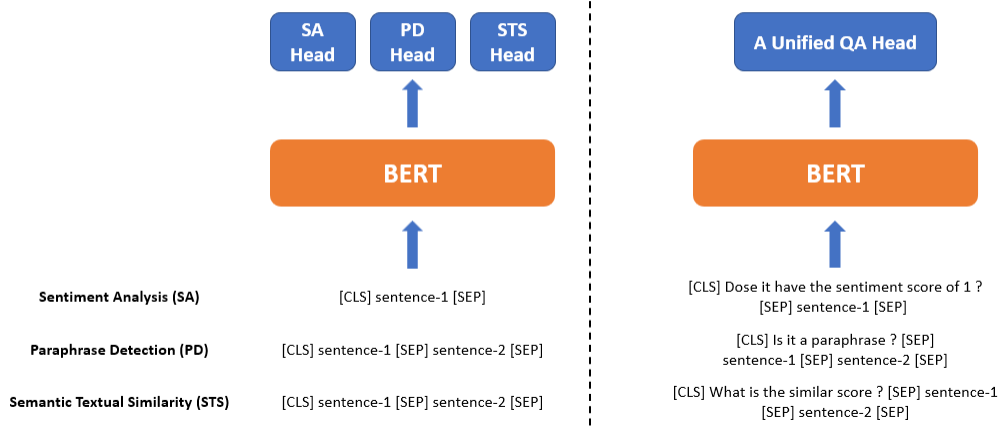 SA
Head
PD
Head
STS
Head
A Unified QA Head
BERT
BERT
Sentiment Analysis (SA)
[CLS] sentence-1 [SEP]
[CLS] Dose it have the sentiment score of 1 ?
[SEP] sentence-1 [SEP]
Paraphrase Detection (PD)
[CLS] sentence-1 [SEP] sentence-2 [SEP]
[CLS] Is it a paraphrase ? [SEP]
sentence-1 [SEP] sentence-2 [SEP]
Semantic Textual Similarity (STS)
[CLS] sentence-1 [SEP] sentence-2 [SEP]
[CLS] What is the similar score ? [SEP] sentence-1
[SEP] sentence-2 [SEP]